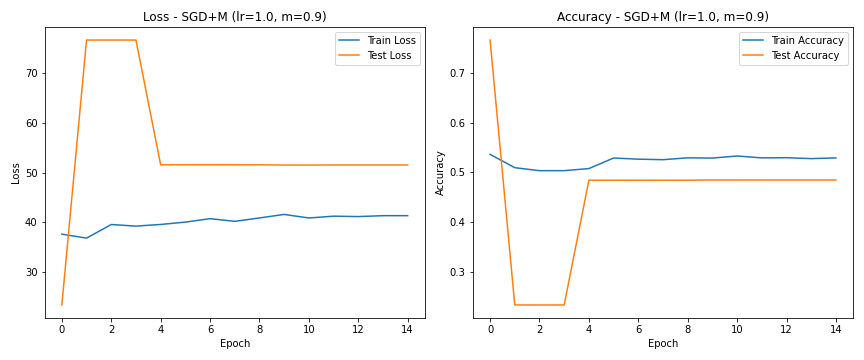 Loss - SGD+M (lr=1.0, m=0.9)
Train Loss
Test Loss
70
60
50
40
30
Loss
0 2 4 6 8 10 12 14
Epoch
Accuracy - SGD+M (lr=1.0, m=0.9)
Train Accuracy
Test Accuracy
0.7
0.6
0.5
0.4
0.3
Accuracy
0 2 4 6 8 10 12 14
Epoch